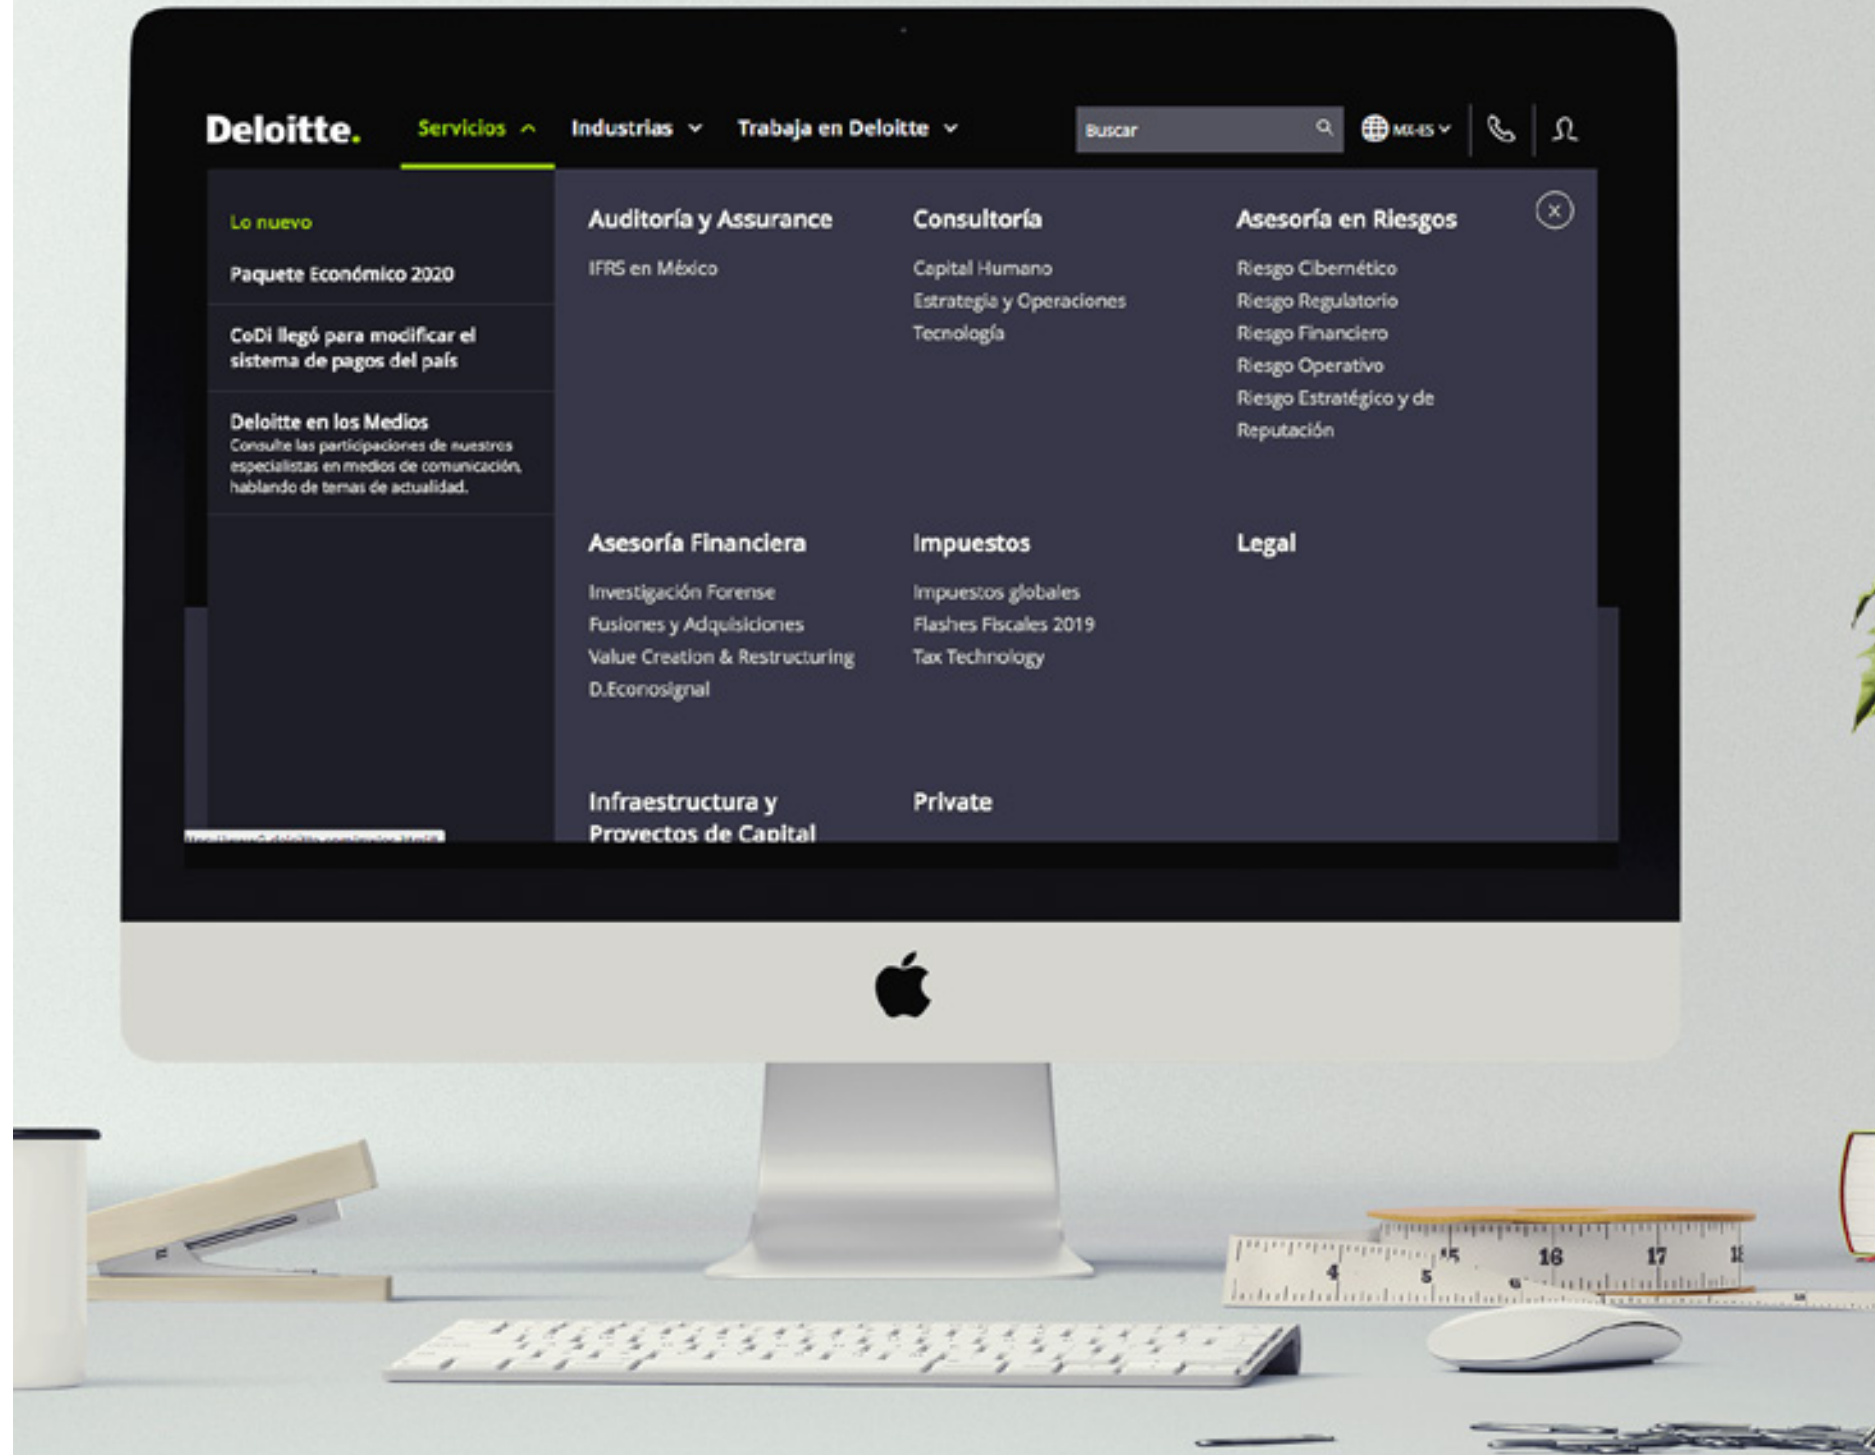 Deloitte.
Servicios
Industrias
Trabaja en Deloitte
Buscar
MX-ES
Lo nuevo
Paquete Económico 2020
CoDi llegó para modificar el
sistema de pagos del país
Deloitte en los Medios
Consulte las participaciones de nuestros
especialistas en medios de comunicación,
hablando de temas de actualidad.
Auditoría y Assurance
IFRS en México
Consultoría
Capital Humano
Estrategia y Operaciones
Tecnología
Asesoría en Riesgos
Riesgo Cibernético
Riesgo Regulatorio
Riesgo Financiero
Riesgo Operativo
Riesgo Estratégico y de
Reputación
Asesoría Financiera
Investigación Forense
Fusiones y Adquisiciones
Value Creation & Restructuring
D.Econosignal
Impuestos
Impuestos globales
Flashes Fiscales 2019
Tax Technology
Legal
Infraestructura y
Proyectos de Capital
Private
15 16 17 18
4 5 6